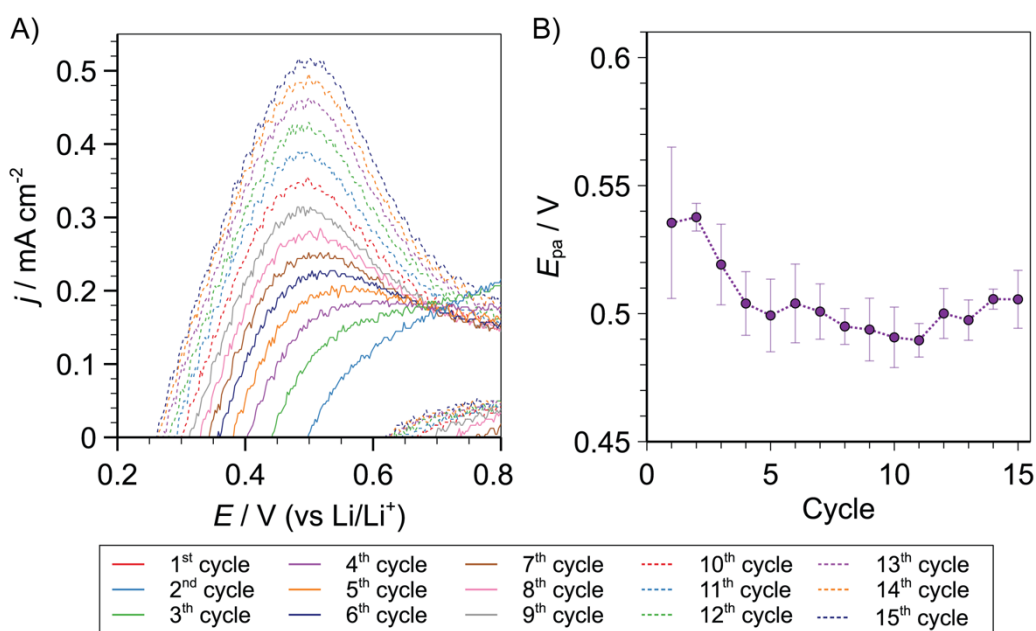 A)
0.5
0.4
0.3
0.2
0.1
0
0.2
0.4
0.6
0.8
j / mA cm⁻²
E / V (vs Li/Li⁺)
B)
0.6
0.55
0.5
0.45
0
5
10
15
Eₚₐ / V
Cycle
1ˢᵗ cycle
2ⁿᵈ cycle
3ᵗʰ cycle
4ᵗʰ cycle
5ᵗʰ cycle
6ᵗʰ cycle
7ᵗʰ cycle
8ᵗʰ cycle
9ᵗʰ cycle
10ᵗʰ cycle
11ᵗʰ cycle
12ᵗʰ cycle
13ᵗʰ cycle
14ᵗʰ cycle
15ᵗʰ cycle